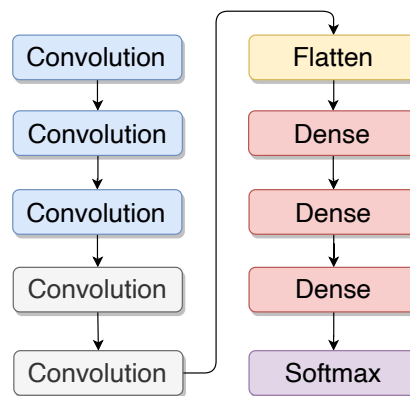 Convolution
Convolution
Convolution
Convolution
Convolution
Flatten
Dense
Dense
Dense
Softmax